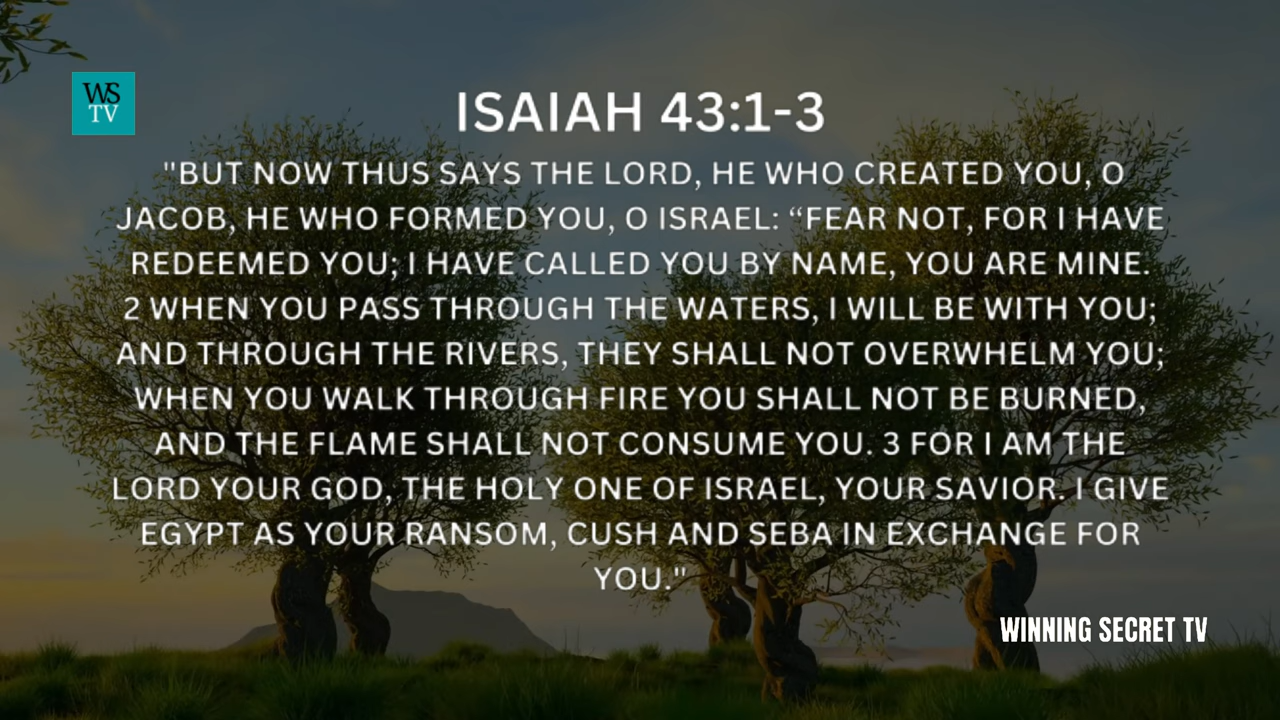 WS
TV
ISAIAH 43:1-3
"BUT NOW THUS SAYS THE LORD, HE WHO CREATED YOU, O
JACOB, HE WHO FORMED YOU, O ISRAEL: “FEAR NOT, FOR I HAVE
REDEEMED YOU; I HAVE CALLED YOU BY NAME, YOU ARE MINE.
2 WHEN YOU PASS THROUGH THE WATERS, I WILL BE WITH YOU;
AND THROUGH THE RIVERS, THEY SHALL NOT OVERWHELM YOU;
WHEN YOU WALK THROUGH FIRE YOU SHALL NOT BE BURNED,
AND THE FLAME SHALL NOT CONSUME YOU. 3 FOR I AM THE
LORD YOUR GOD, THE HOLY ONE OF ISRAEL, YOUR SAVIOR. I GIVE
EGYPT AS YOUR RANSOM, CUSH AND SEBA IN EXCHANGE FOR
YOU."
WINNING SECRET TV